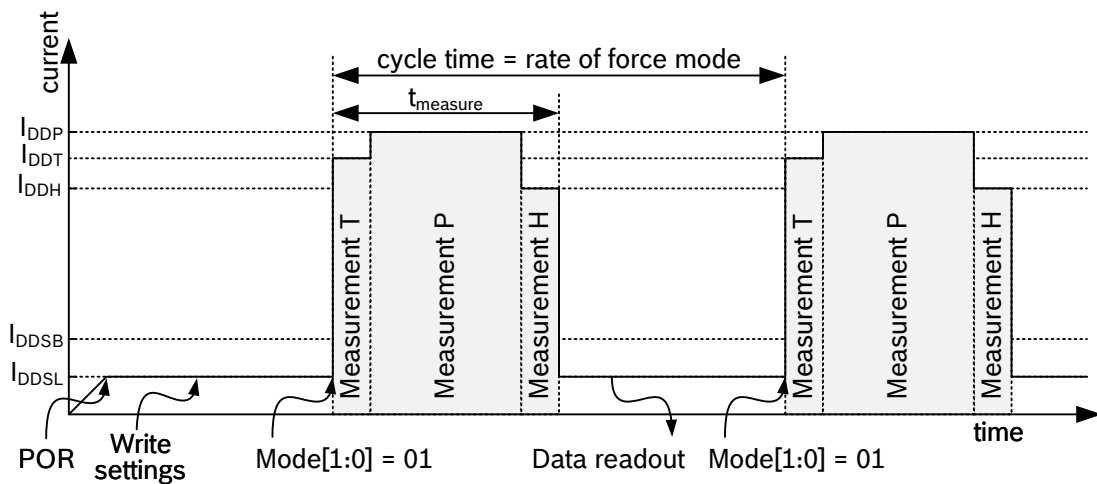 current
cycle time = rate of force mode
tmeasure
IDDP
IDDT
IDDH
IDDSB
IDDSL
Measurement T
Measurement P
Measurement H
Measurement T
Measurement P
Measurement H
time
POR
Write
settings
Mode[1:0] = 01
Data readout
Mode[1:0] = 01